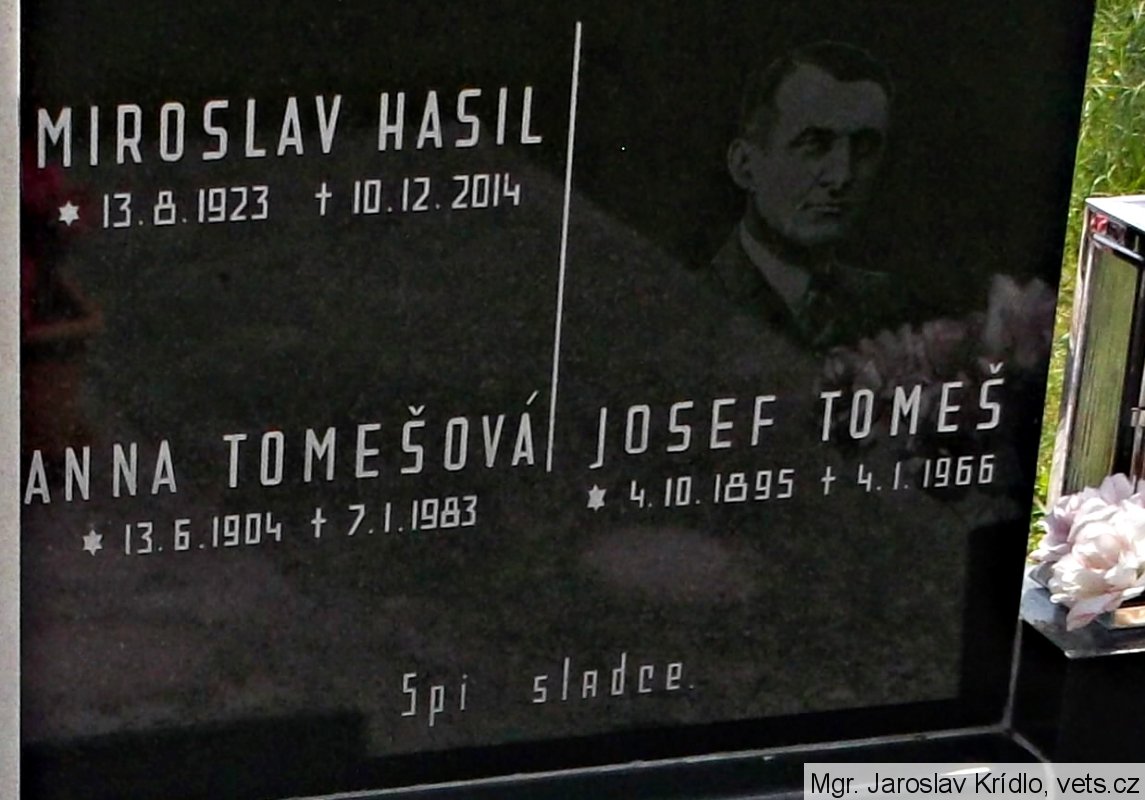 MIROSLAV HASIL
* 13.8.1923 † 10.12.2014
ANNA TOMEŠOVÁ
* 13.6.1904 † 7.1.1983
JOSEF TOMEŠ
* 4.10.1895 † 4.1.1966
Spi sladce.
Mgr. Jaroslav Krídlo, vets.cz